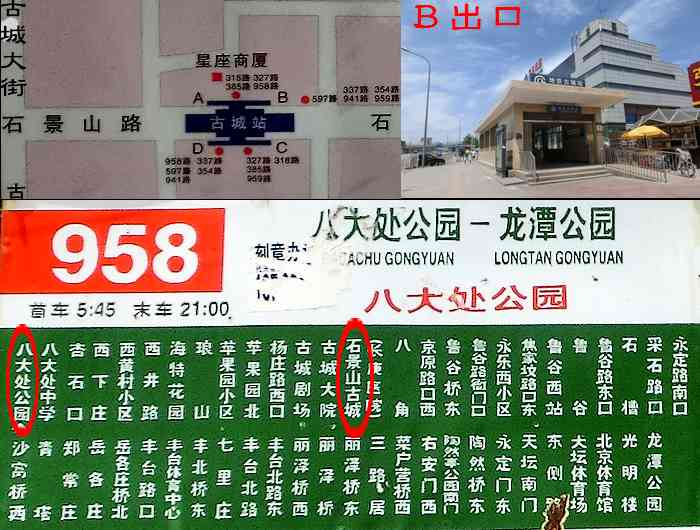 古城大街
星座商厦
315路 327路
385路 958路
A
B
597路
337路 354路
941路 959路
石景山路
古城站
石
D
C
958路 337路
597路 354路
941路
327路 318路
385路
959路
古
B出口
958
八大处公园-龙潭公园
CHU GONGYUAN LONGTAN GONGYUAN
刻章办
首车 5:45 末车 21:00
八大处公园
八大处公园
八大处中学
杏石口
西下庄
西黄村小区
西井路
海特花园
琅山
苹果园小区
苹果园北
杨庄路西口
古城剧场
古城大院
石景山古城
八角
京原路口西
鲁谷桥东
鲁谷路衙门口
永东西小区
焦家坟路口东
鲁谷西站
鲁谷
鲁谷路东口
石槽
采石路口
永定路南口
沙窝桥西
青塔
郑常庄
岳各庄
岳各庄桥北
丰台路口
丰台体育中心
丰北桥东
七里庄
丰台北路
丰台北路东
丽泽桥西
丽泽桥
丽泽桥东
三路居
菜户营桥西
右安门西
陶然亭公园南门
陶然桥东
永定门东
天坛南门
东侧路
天坛体育场
北京体育馆
光明楼
龙潭公园